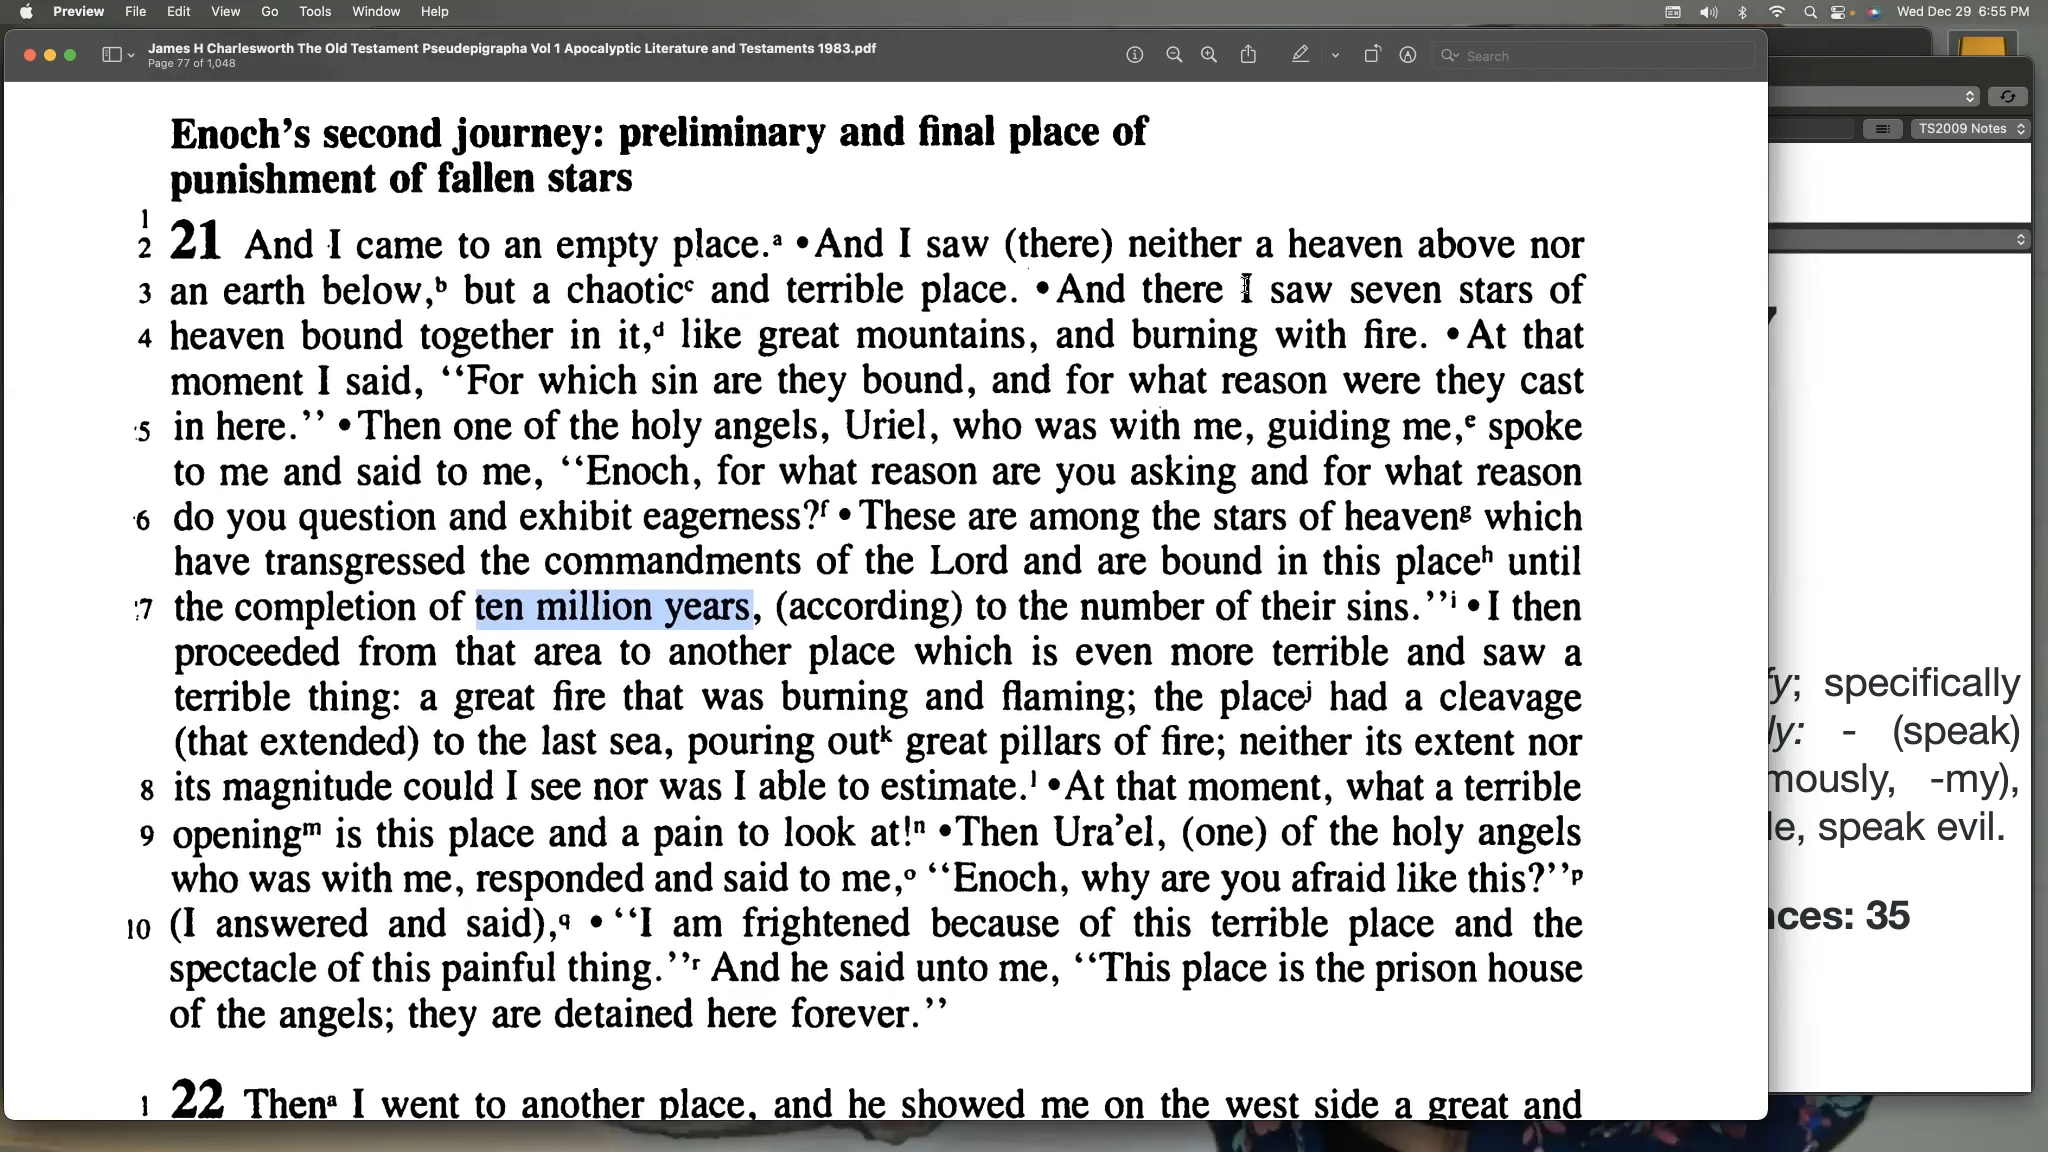 Preview File Edit View Go Tools Window Help Wed Dec 29 6:55 PM
James H Charlesworth The Old Testament Pseudepigrapha Vol 1 Apocalyptic Literature and Testaments 1983.pdf
Page 77 of 1,048
Search
TS2009 Notes
Enoch’s second journey: preliminary and final place of
punishment of fallen stars
1
2 21 And I came to an empty place.ᵃ •And I saw (there) neither a heaven above nor
3 an earth below,ᵇ but a chaoticᶜ and terrible place. •And there I saw seven stars of
4 heaven bound together in it,ᵈ like great mountains, and burning with fire. •At that
moment I said, ‘‘For which sin are they bound, and for what reason were they cast
5 in here.’’ •Then one of the holy angels, Uriel, who was with me, guiding me,ᵉ spoke
to me and said to me, ‘‘Enoch, for what reason are you asking and for what reason
6 do you question and exhibit eagerness?ᶠ •These are among the stars of heavenᵍ which
have transgressed the commandments of the Lord and are bound in this placeʰ until
7 the completion of ten million years, (according) to the number of their sins.’’ⁱ •I then
proceeded from that area to another place which is even more terrible and saw a
terrible thing: a great fire that was burning and flaming; the placeʲ had a cleavage
(that extended) to the last sea, pouring outᵏ great pillars of fire; neither its extent nor
8 its magnitude could I see nor was I able to estimate.ˡ •At that moment, what a terrible
9 openingᵐ is this place and a pain to look at!ⁿ •Then Ura’el, (one) of the holy angels
who was with me, responded and said to me,ᵒ ‘‘Enoch, why are you afraid like this?’’ᵖ
10 (I answered and said),q • ‘‘I am frightened because of this terrible place and the
spectacle of this painful thing.’’ʳ And he said unto me, ‘‘This place is the prison house
of the angels; they are detained here forever.’’
1 22 Thenᵃ I went to another place, and he showed me on the west side a great and
fy; specifically
ly: - (speak)
mously, -my),
le, speak evil.
nces: 35